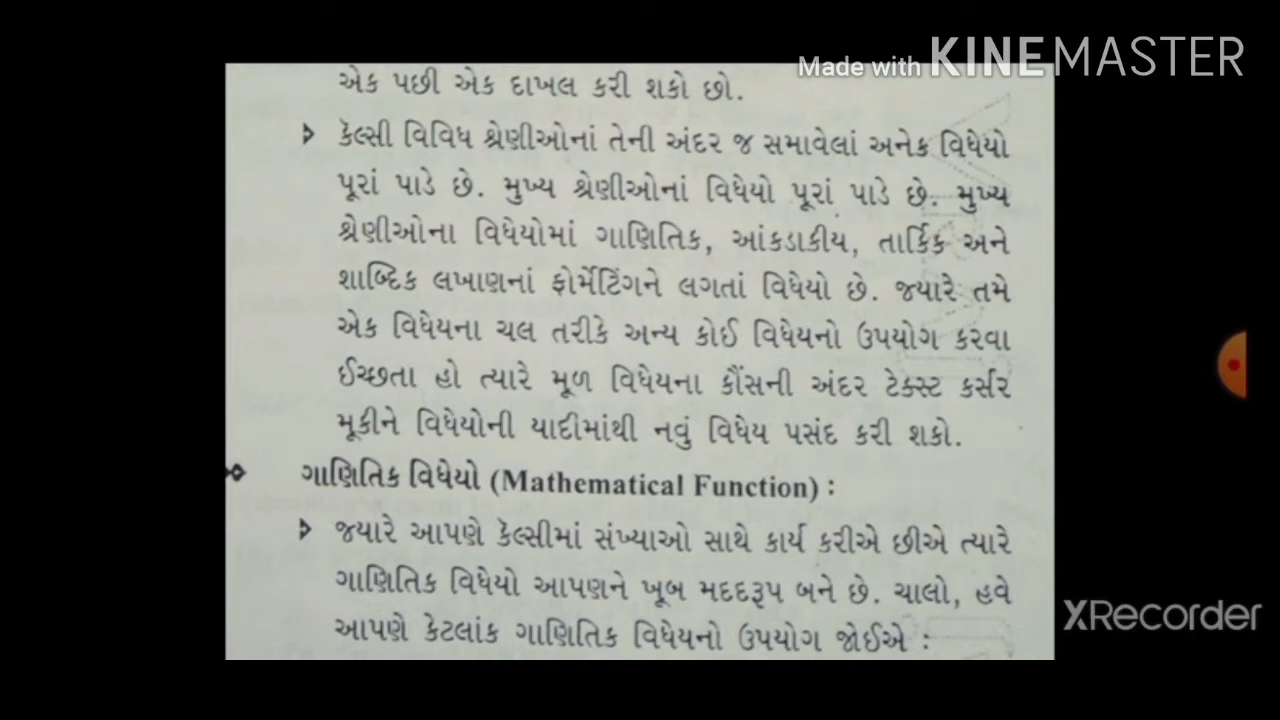 Made with KINEMASTER
એક પછી એક દાખલ કરી શકો છો.
કૅલ્સી વિવિધ શ્રેણીઓનાં તેની અંદર જ સમાવેલાં અનેક વિધેયો
પૂરાં પાડે છે. મુખ્ય શ્રેણીઓનાં વિધેયો પૂરાં પાડે છે. મુખ્ય
શ્રેણીઓના વિધેયોમાં ગાણિતિક, આંકડાકીય, તાર્કિક અને
શાબ્દિક લખાણનાં ફોર્મેટિંગને લગતાં વિધેયો છે. જ્યારે તમે
એક વિધેયના ચલ તરીકે અન્ય કોઈ વિધેયનો ઉપયોગ કરવા
ઈચ્છતા હો ત્યારે મૂળ વિધેયના કૌંસની અંદર ટેક્સ્ટ કર્સર
મૂકીને વિધેયોની યાદીમાંથી નવું વિધેય પસંદ કરી શકો.
ગાણિતિક વિધેયો (Mathematical Function) :
જ્યારે આપણે કૅલ્સીમાં સંખ્યાઓ સાથે કાર્ય કરીએ છીએ ત્યારે
ગાણિતિક વિધેયો આપણને ખૂબ મદદરૂપ બને છે. ચાલો, હવે
આપણે કેટલાંક ગાણિતિક વિધેયનો ઉપયોગ જોઈએ :
XRecorder